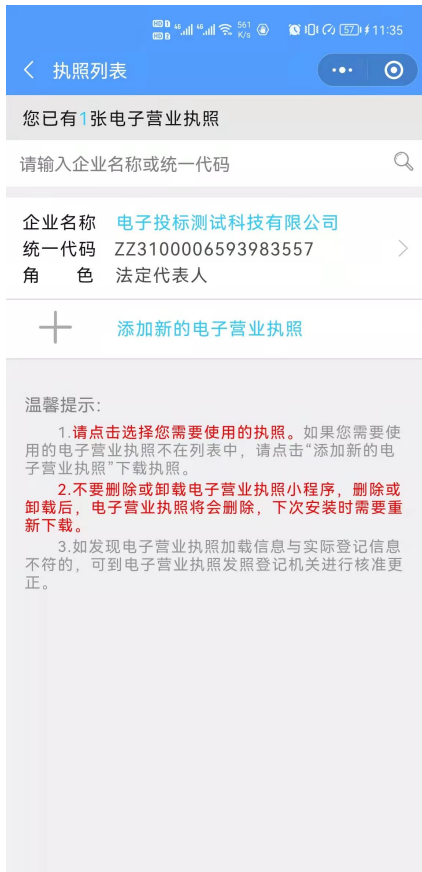 HD 1 4G 4G 561 57 11:35
HD 2 K/s
执照列表
您已有1张电子营业执照
请输入企业名称或统一代码
企业名称 电子投标测试科技有限公司
统一代码 ZZ3100006593983557
角 色 法定代表人
添加新的电子营业执照
温馨提示:
1.请点击选择您需要使用的执照。如果您需要使
用的电子营业执照不在列表中，请点击“添加新的电
子营业执照”下载执照。
2.不要删除或卸载电子营业执照小程序，删除或
卸载后，电子营业执照将会删除，下次安装时需要重
新下载。
3.如发现电子营业执照加载信息与实际登记信息
不符的，可到电子营业执照发照登记机关进行核准更
正。